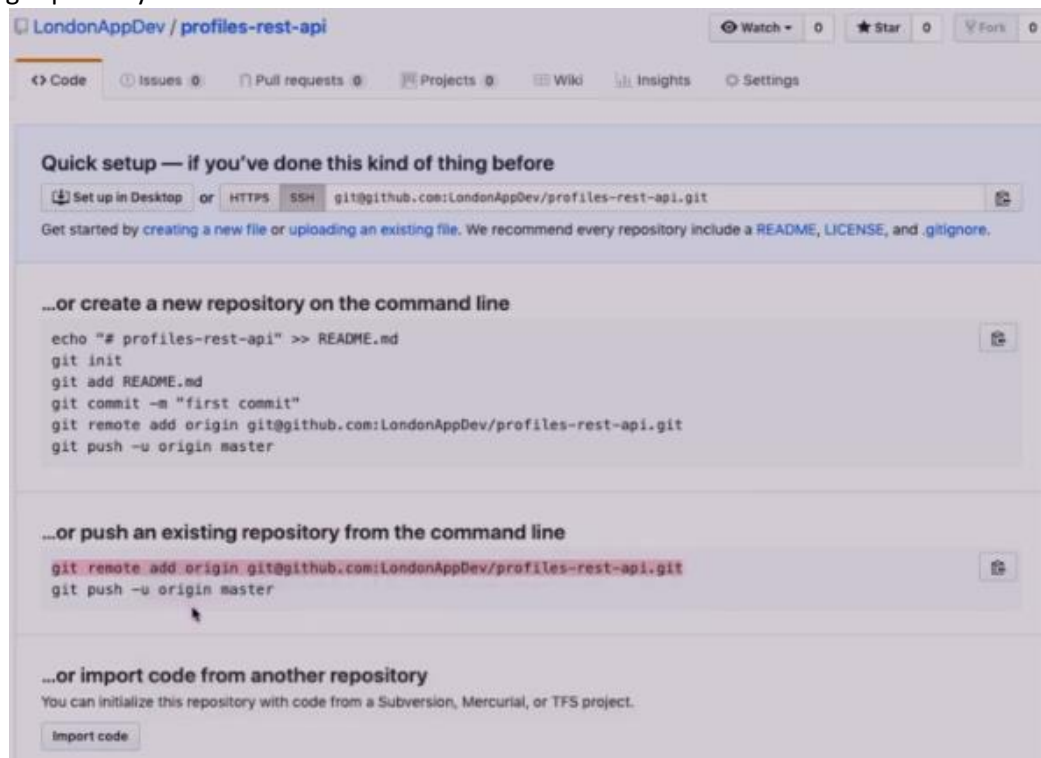 LondonAppDev / profiles-rest-api
Watch 0 Star 0 Fork 0
Code Issues 0 Pull requests 0 Projects 0 Wiki Insights Settings
Quick setup — if you've done this kind of thing before
Set up in Desktop or HTTPS SSH git@github.com:LondonAppDev/profiles-rest-api.git
Get started by creating a new file or uploading an existing file. We recommend every repository include a README, LICENSE, and .gitignore.
...or create a new repository on the command line
echo "# profiles-rest-api" >> README.md
git init
git add README.md
git commit -m "first commit"
git remote add origin git@github.com:LondonAppDev/profiles-rest-api.git
git push -u origin master
...or push an existing repository from the command line
git remote add origin git@github.com:LondonAppDev/profiles-rest-api.git
git push -u origin master
...or import code from another repository
You can initialize this repository with code from a Subversion, Mercurial, or TFS project.
Import code